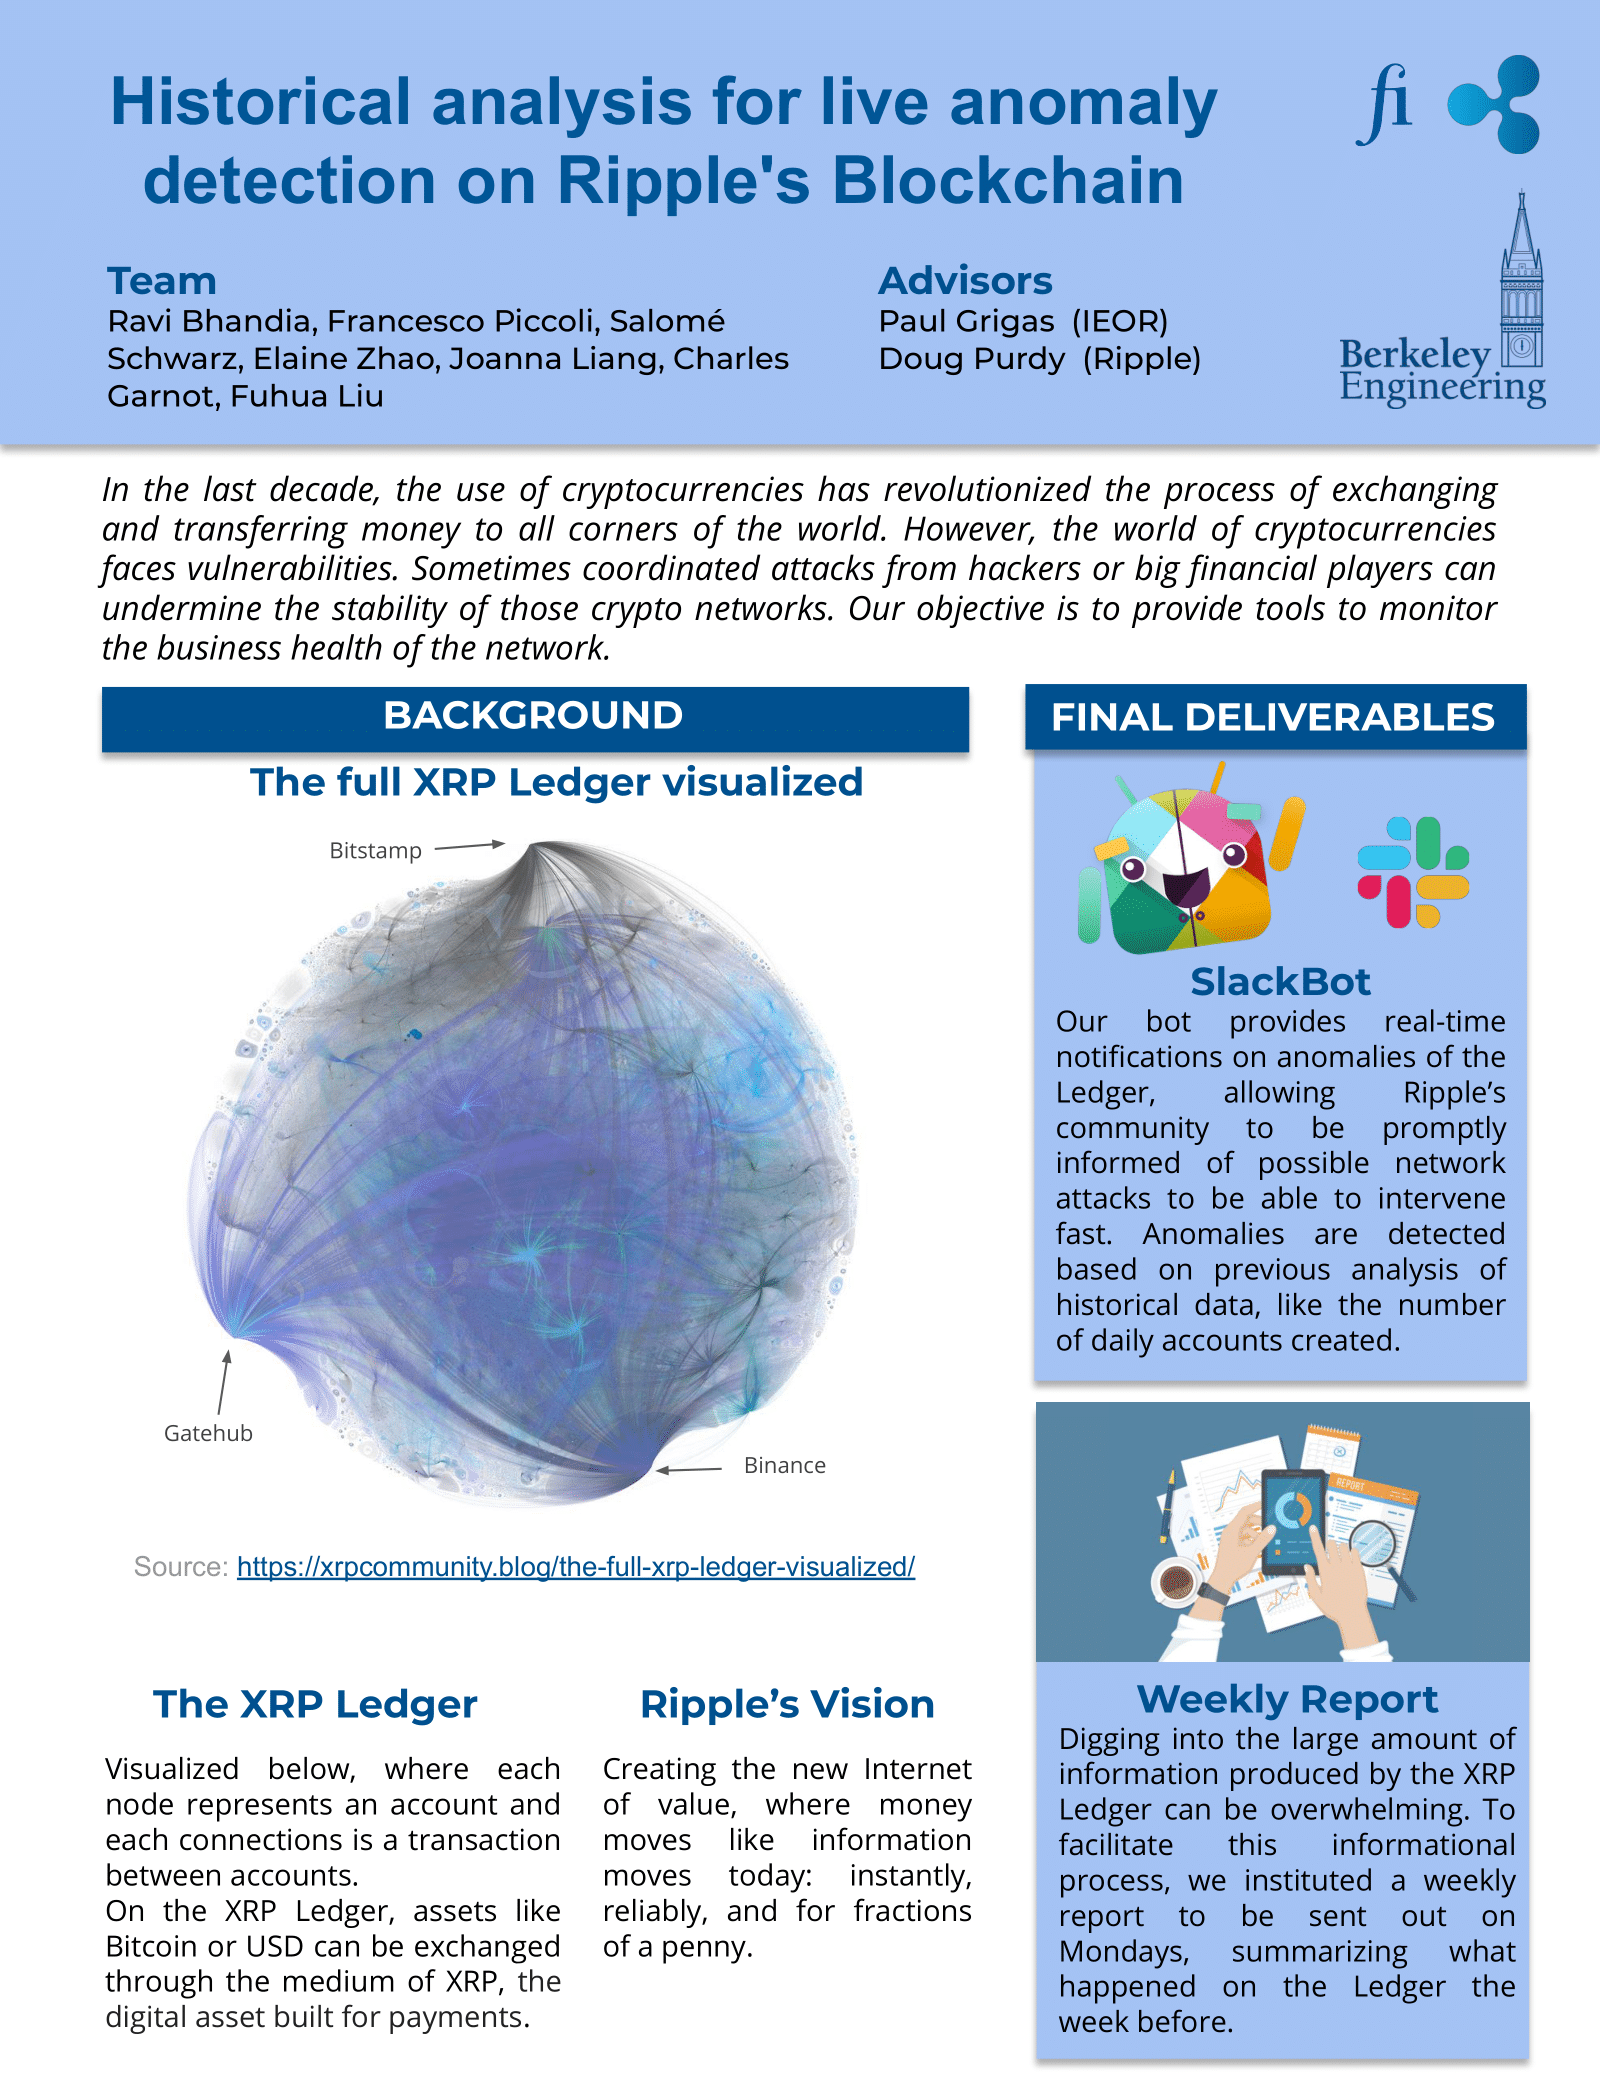 Historical analysis for live anomaly
detection on Ripple's Blockchain
fi
Team
Ravi Bhandia, Francesco Piccoli, Salomé
Schwarz, Elaine Zhao, Joanna Liang, Charles
Garnot, Fuhua Liu
Advisors
Paul Grigas (IEOR)
Doug Purdy (Ripple)
Berkeley
Engineering
In the last decade, the use of cryptocurrencies has revolutionized the process of exchanging
and transferring money to all corners of the world. However, the world of cryptocurrencies
faces vulnerabilities. Sometimes coordinated attacks from hackers or big financial players can
undermine the stability of those crypto networks. Our objective is to provide tools to monitor
the business health of the network.
BACKGROUND
The full XRP Ledger visualized
Bitstamp
Gatehub
Binance
Source: https://xrpcommunity.blog/the-full-xrp-ledger-visualized/
The XRP Ledger
Visualized below, where each
node represents an account and
each connections is a transaction
between accounts.
On the XRP Ledger, assets like
Bitcoin or USD can be exchanged
through the medium of XRP, the
digital asset built for payments.
Ripple’s Vision
Creating the new Internet
of value, where money
moves like information
moves today: instantly,
reliably, and for fractions
of a penny.
FINAL DELIVERABLES
SlackBot
Our bot provides real-time
notifications on anomalies of the
Ledger, allowing Ripple’s
community to be promptly
informed of possible network
attacks to be able to intervene
fast. Anomalies are detected
based on previous analysis of
historical data, like the number
of daily accounts created.
REPORT
Weekly Report
Digging into the large amount of
information produced by the XRP
Ledger can be overwhelming. To
facilitate this informational
process, we instituted a weekly
report to be sent out on
Mondays, summarizing what
happened on the Ledger the
week before.